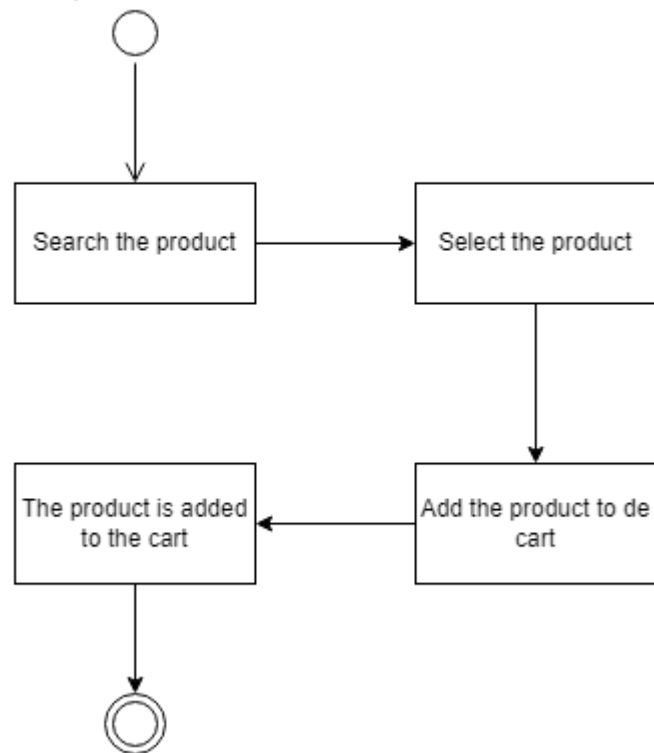 Search the product
Select the product
Add the product to de
cart
The product is added
to the cart